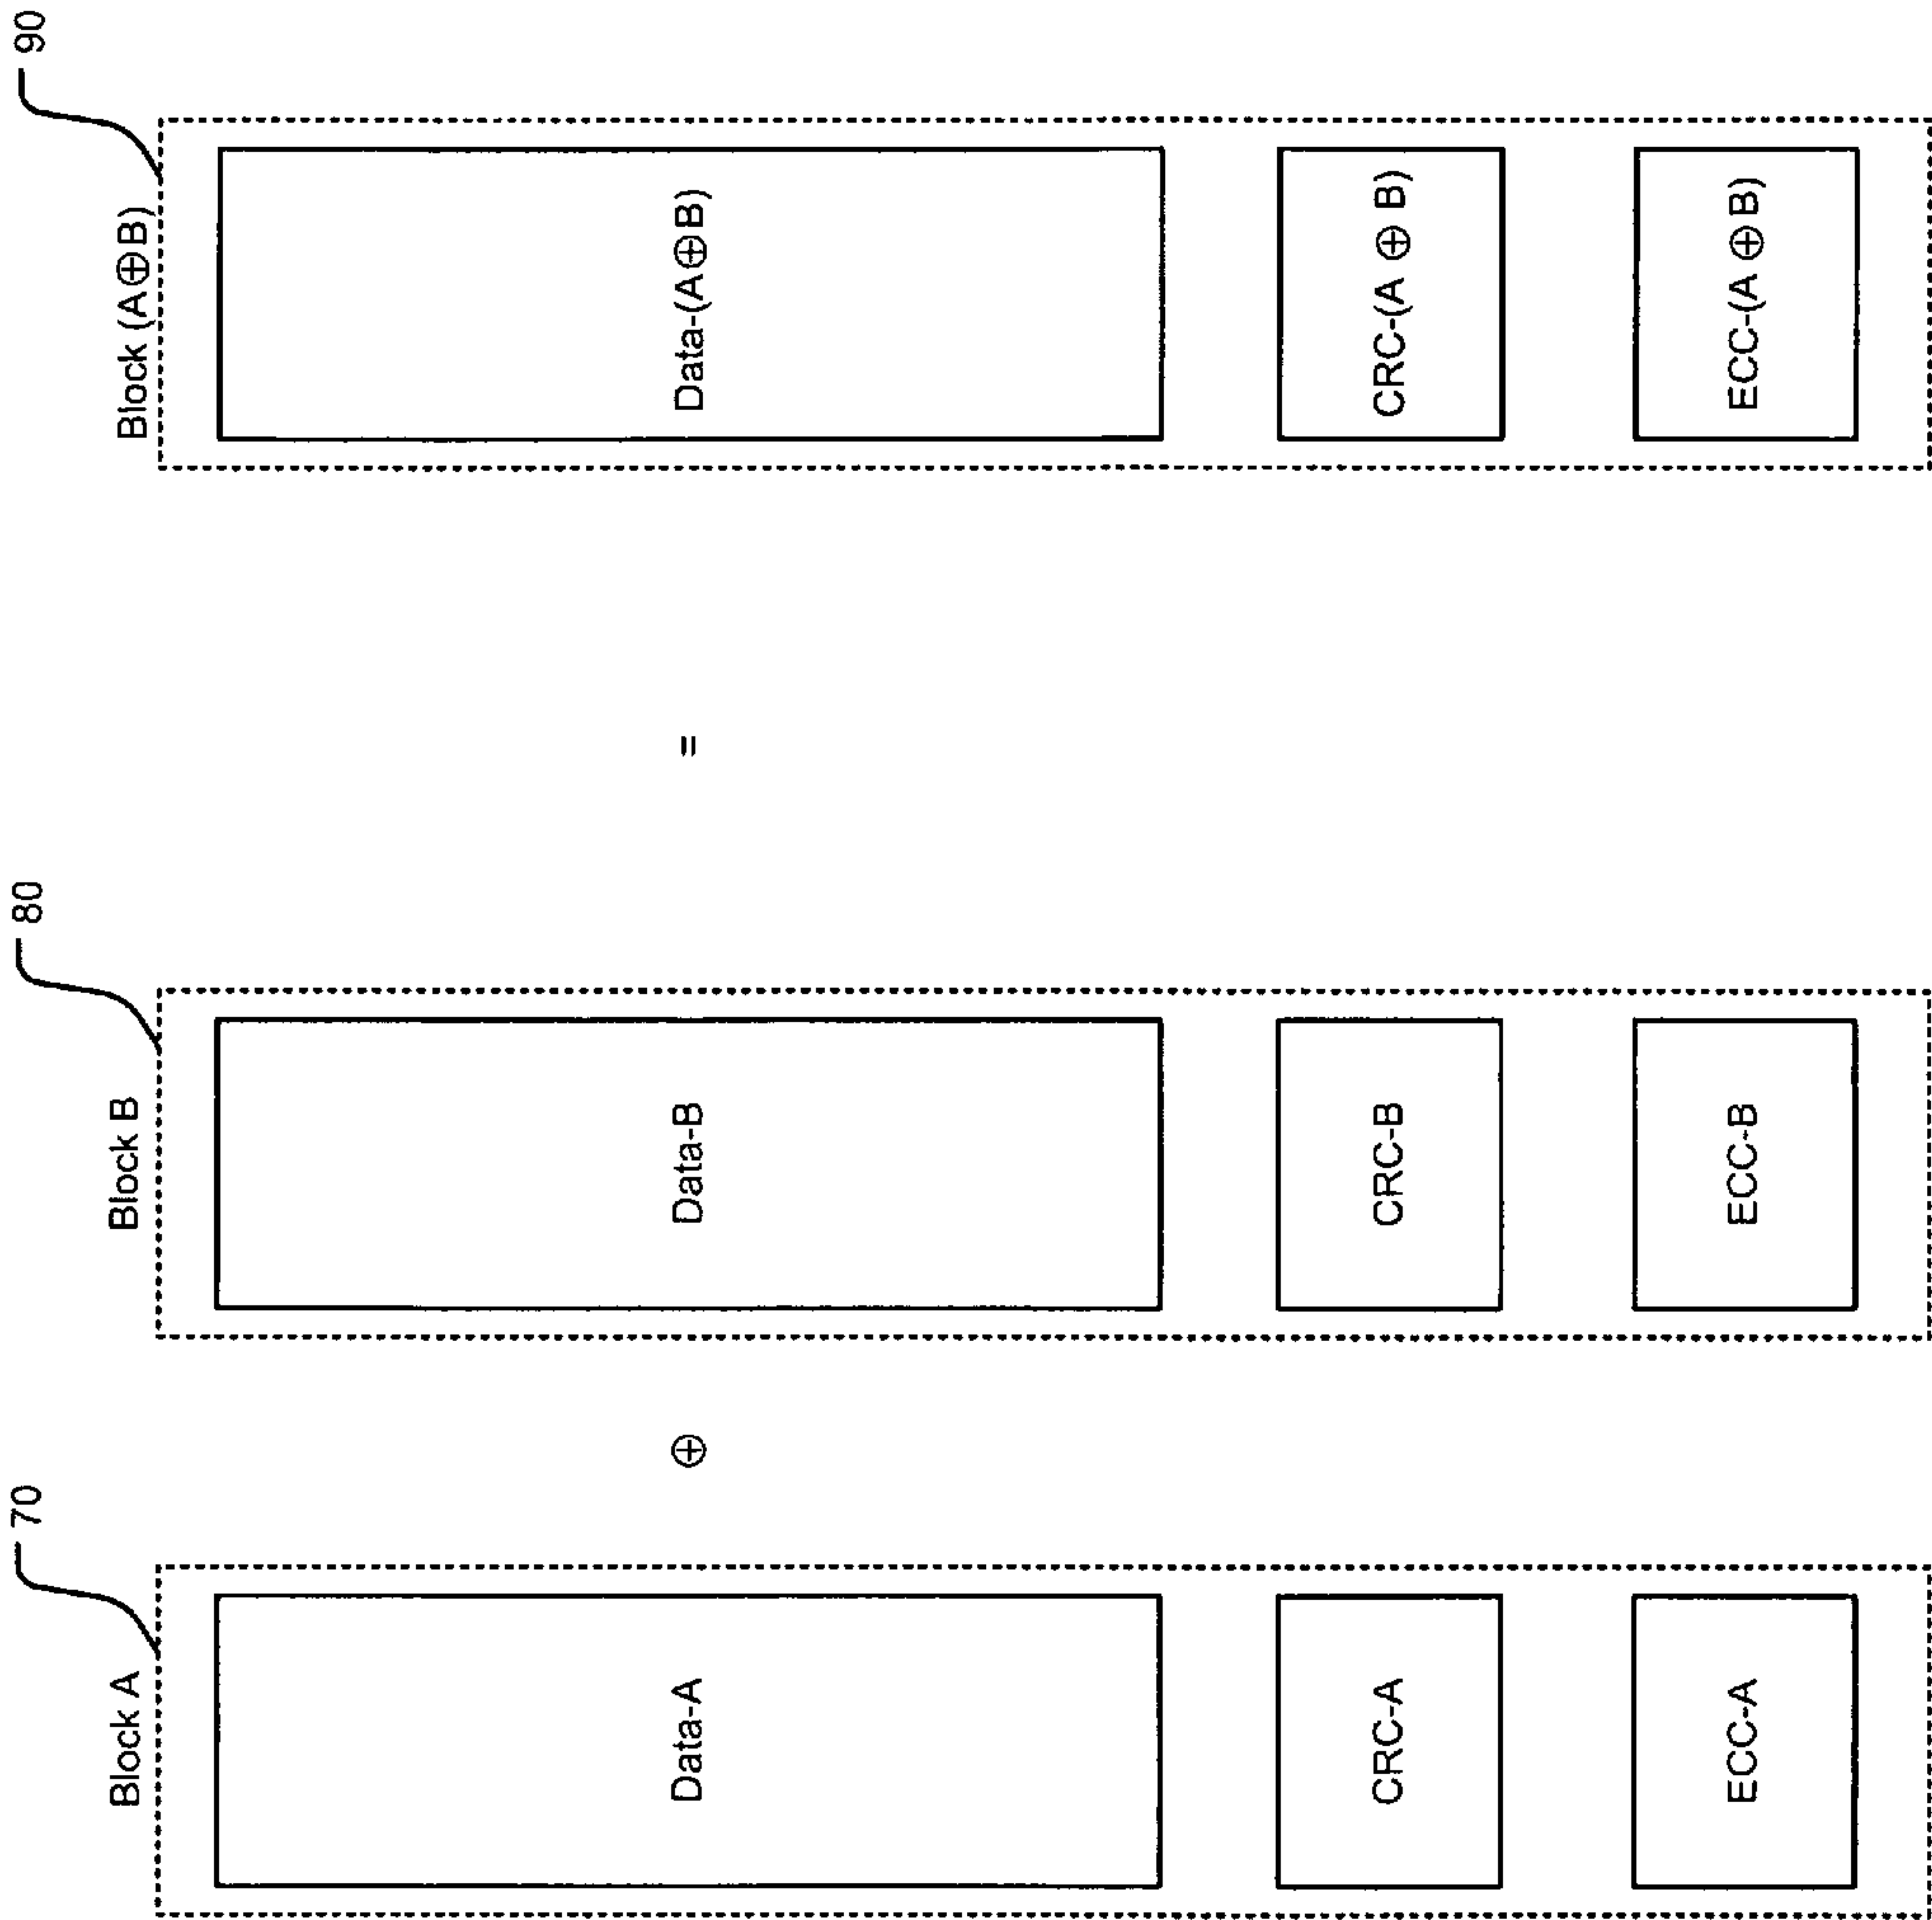 70
Block A
Data-A
CRC-A
ECC-A
⊕
80
Block B
Data-B
CRC-B
ECC-B
=
90
Block (A⊕B)
Data-(A⊕B)
CRC-(A ⊕ B)
ECC-(A ⊕ B)